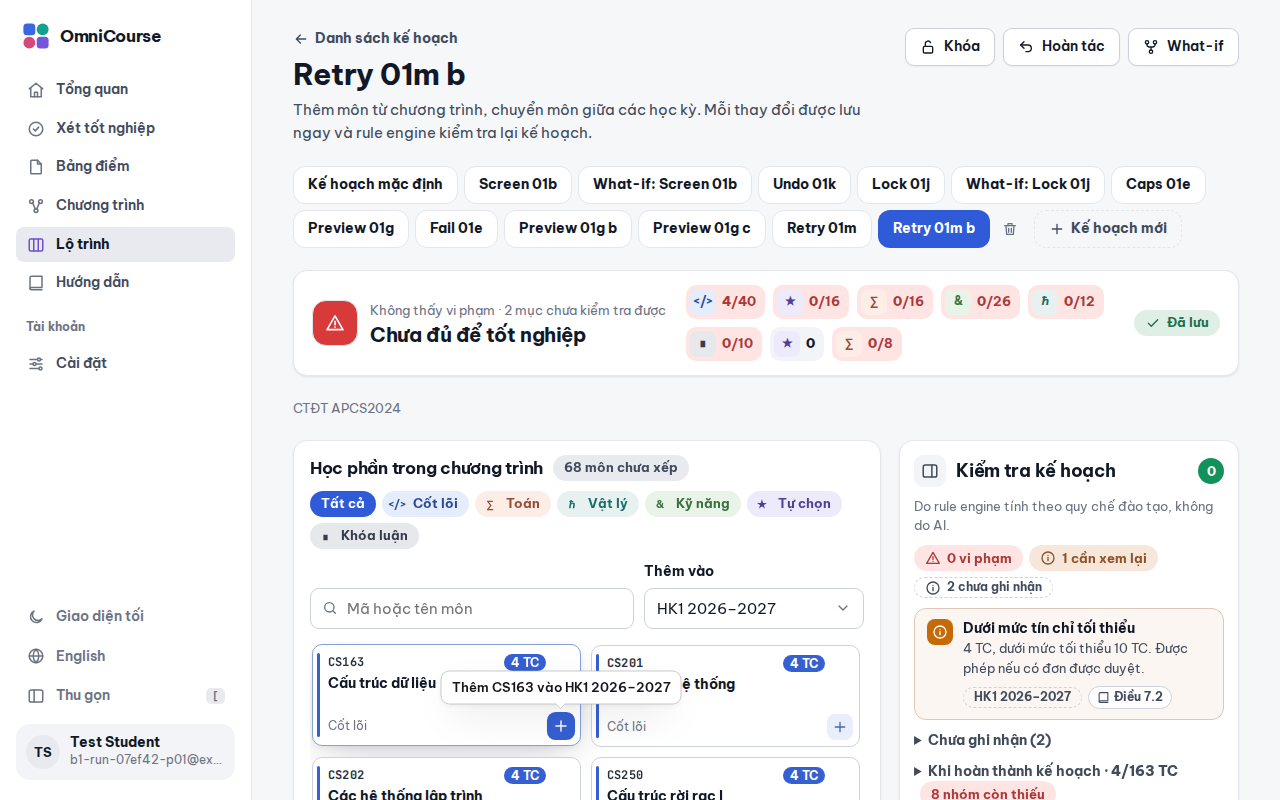 OmniCourse
Tổng quan
Xét tốt nghiệp
Bảng điểm
Chương trình
Lộ trình
Hướng dẫn
Tài khoản
Cài đặt
Giao diện tối
English
Thu gọn [
TS Test Student
b1-run-07ef42-p01@ex...
← Danh sách kế hoạch
Khóa Hoàn tác What-if
Retry 01m b
Thêm môn từ chương trình, chuyển môn giữa các học kỳ. Mỗi thay đổi được lưu
ngay và rule engine kiểm tra lại kế hoạch.
Kế hoạch mặc định Screen 01b What-if: Screen 01b Undo 01k Lock 01j What-if: Lock 01j Caps 01e
Preview 01g Fail 01e Preview 01g b Preview 01g c Retry 01m Retry 01m b + Kế hoạch mới
Không thấy vi phạm · 2 mục chưa kiểm tra được
Chưa đủ để tốt nghiệp
</> 4/40 ★ 0/16 ∑ 0/16 & 0/26 ℏ 0/12
∎ 0/10 ★ 0 ∑ 0/8
Đã lưu
CTĐT APCS2024
Học phần trong chương trình 68 môn chưa xếp
Tất cả </> Cốt lõi ∑ Toán ℏ Vật lý & Kỹ năng ★ Tự chọn
∎ Khóa luận
Thêm vào
Mã hoặc tên môn HK1 2026–2027
CS163 4 TC
Cấu trúc dữ liệu
Cốt lõi +
Thêm CS163 vào HK1 2026–2027
CS201 4 TC
hệ thống
Cốt lõi +
CS202 4 TC
Các hệ thống lập trình
CS250 4 TC
Cấu trúc rời rạc I
Kiểm tra kế hoạch 0
Do rule engine tính theo quy chế đào tạo, không
do AI.
0 vi phạm 1 cần xem lại
2 chưa ghi nhận
Dưới mức tín chỉ tối thiểu
4 TC, dưới mức tối thiểu 10 TC. Được
phép nếu có đơn được duyệt.
HK1 2026–2027 Điều 7.2
▶ Chưa ghi nhận (2)
▶ Khi hoàn thành kế hoạch · 4/163 TC
8 nhóm còn thiếu